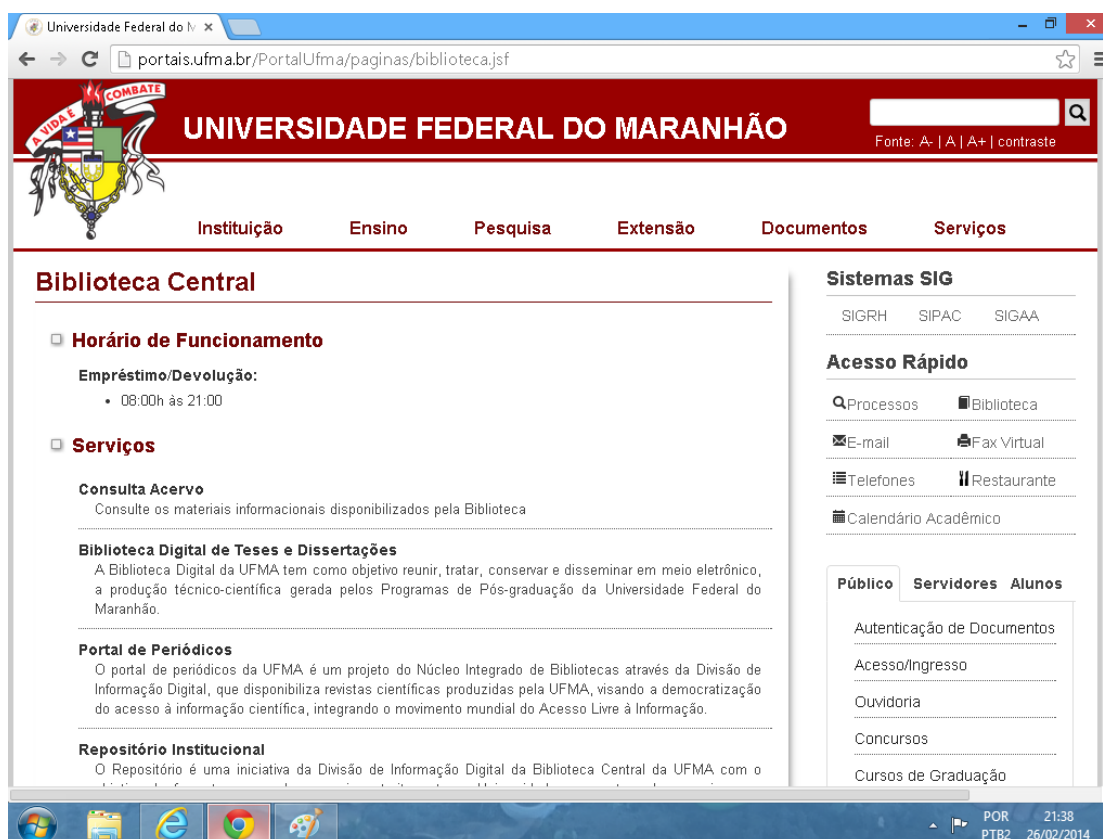 Universidade Federal do M
portais.ufma.br/PortalUfma/paginas/biblioteca.jsf
A VIDA É COMBATE
UNIVERSIDADE FEDERAL DO MARANHÃO
Fonte: A- | A | A+ | contraste
Instituição Ensino Pesquisa Extensão Documentos Serviços
Biblioteca Central
Horário de Funcionamento
Empréstimo/Devolução:
• 08:00h às 21:00
Serviços
Consulta Acervo
Consulte os materiais informacionais disponibilizados pela Biblioteca
Biblioteca Digital de Teses e Dissertações
A Biblioteca Digital da UFMA tem como objetivo reunir, tratar, conservar e disseminar em meio eletrônico,
a produção técnico-científica gerada pelos Programas de Pós-graduação da Universidade Federal do
Maranhão.
Portal de Periódicos
O portal de periódicos da UFMA é um projeto do Núcleo Integrado de Bibliotecas através da Divisão de
Informação Digital, que disponibiliza revistas científicas produzidas pela UFMA, visando a democratização
do acesso à informação científica, integrando o movimento mundial do Acesso Livre à Informação.
Repositório Institucional
O Repositório é uma iniciativa da Divisão de Informação Digital da Biblioteca Central da UFMA com o
Sistemas SIG
SIGRH SIPAC SIGAA
Acesso Rápido
Processos Biblioteca
E-mail Fax Virtual
Telefones Restaurante
Calendário Acadêmico
Público Servidores Alunos
Autenticação de Documentos
Acesso/Ingresso
Ouvidoria
Concursos
Cursos de Graduação
POR 21:38
PTB2 26/02/2014